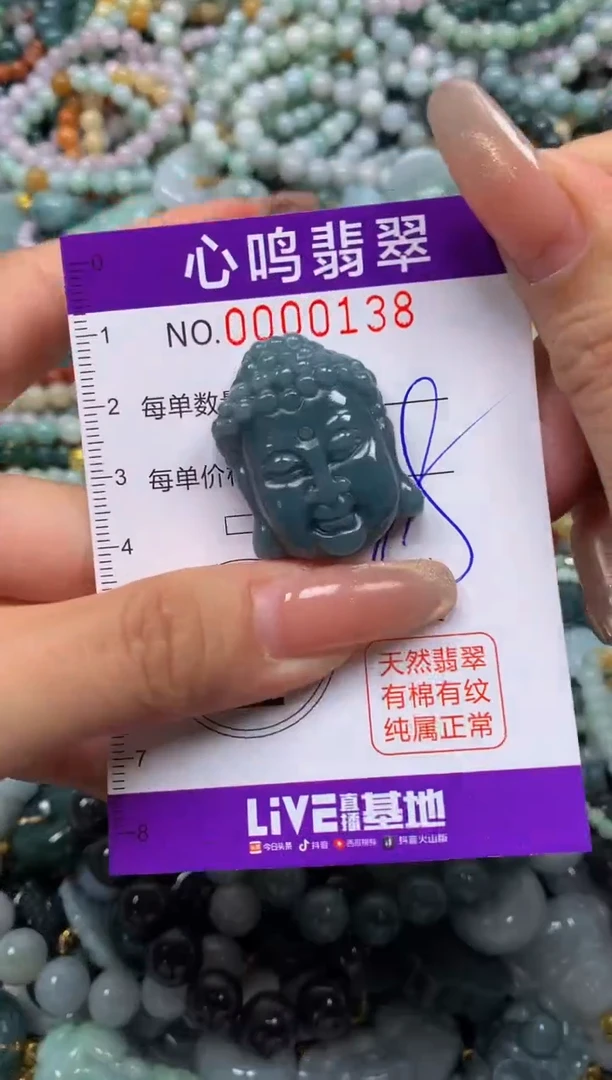 0
心鸣翡翠
1
NO.0000138
2
每单数
3
每单价
4
天然翡翠
有棉有纹
纯属正常
7
LiVE直播基地
8
今日头条 抖音 西瓜视频 抖音火山版